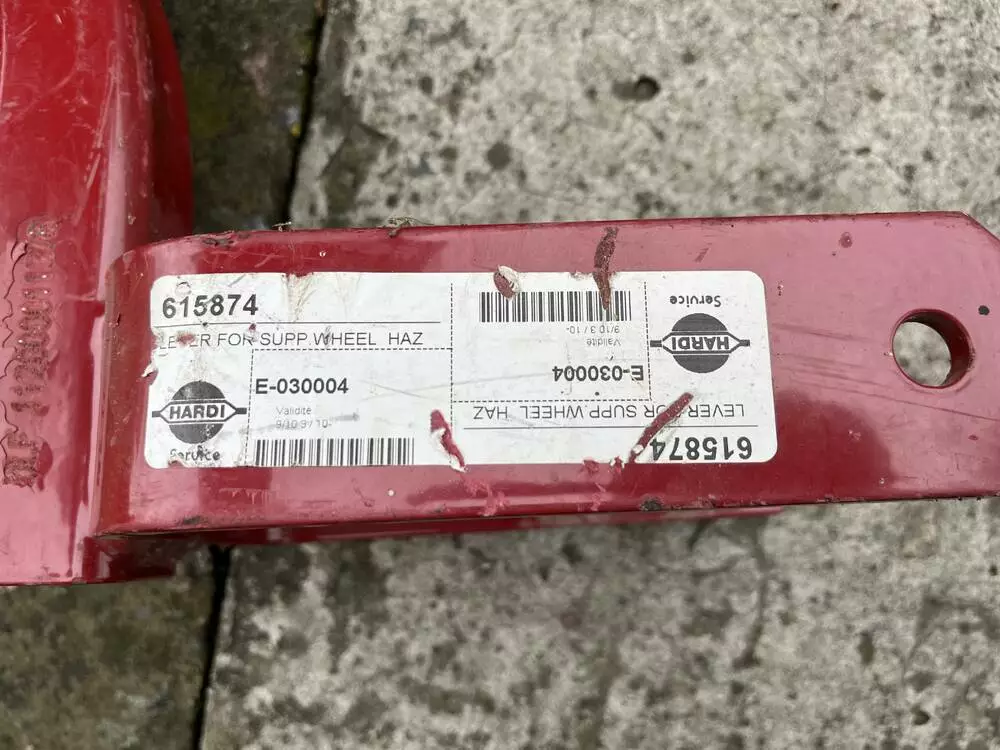 615874
LEVER FOR SUPP.WHEEL HAZ
E-030004
Validité
9/10 3 / 10-
HARDI
Service
615874
LEVER FOR SUPP.WHEEL HAZ
E-030004
Validité
9/10 3 / 10-
HARDI
Service